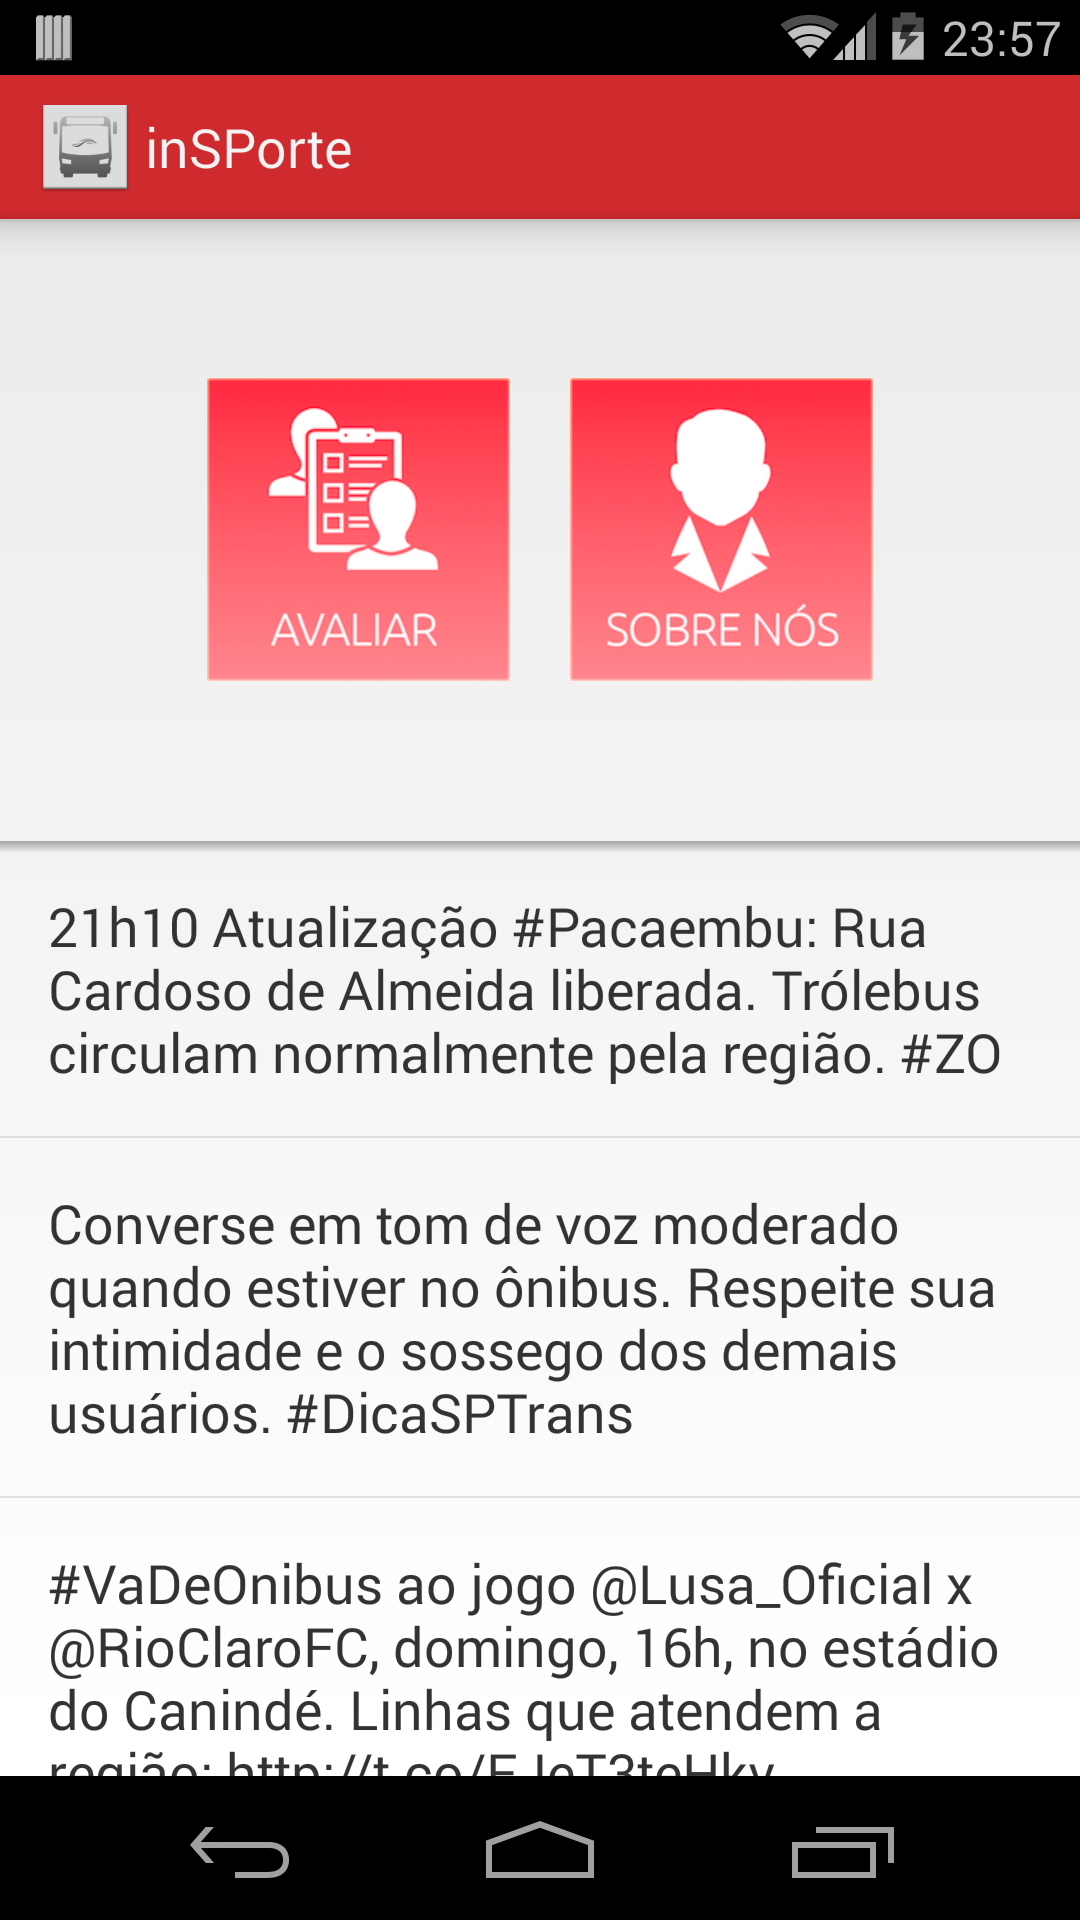 23:57
inSPorte
AVALIAR
SOBRE NÓS
21h10 Atualização #Pacaembu: Rua
Cardoso de Almeida liberada. Trólebus
circulam normalmente pela região. #ZO
Converse em tom de voz moderado
quando estiver no ônibus. Respeite sua
intimidade e o sossego dos demais
usuários. #DicaSPTrans
#VaDeOnibus ao jogo @Lusa_Oficial x
@RioClaroFC, domingo, 16h, no estádio
do Canindé. Linhas que atendem a
região: